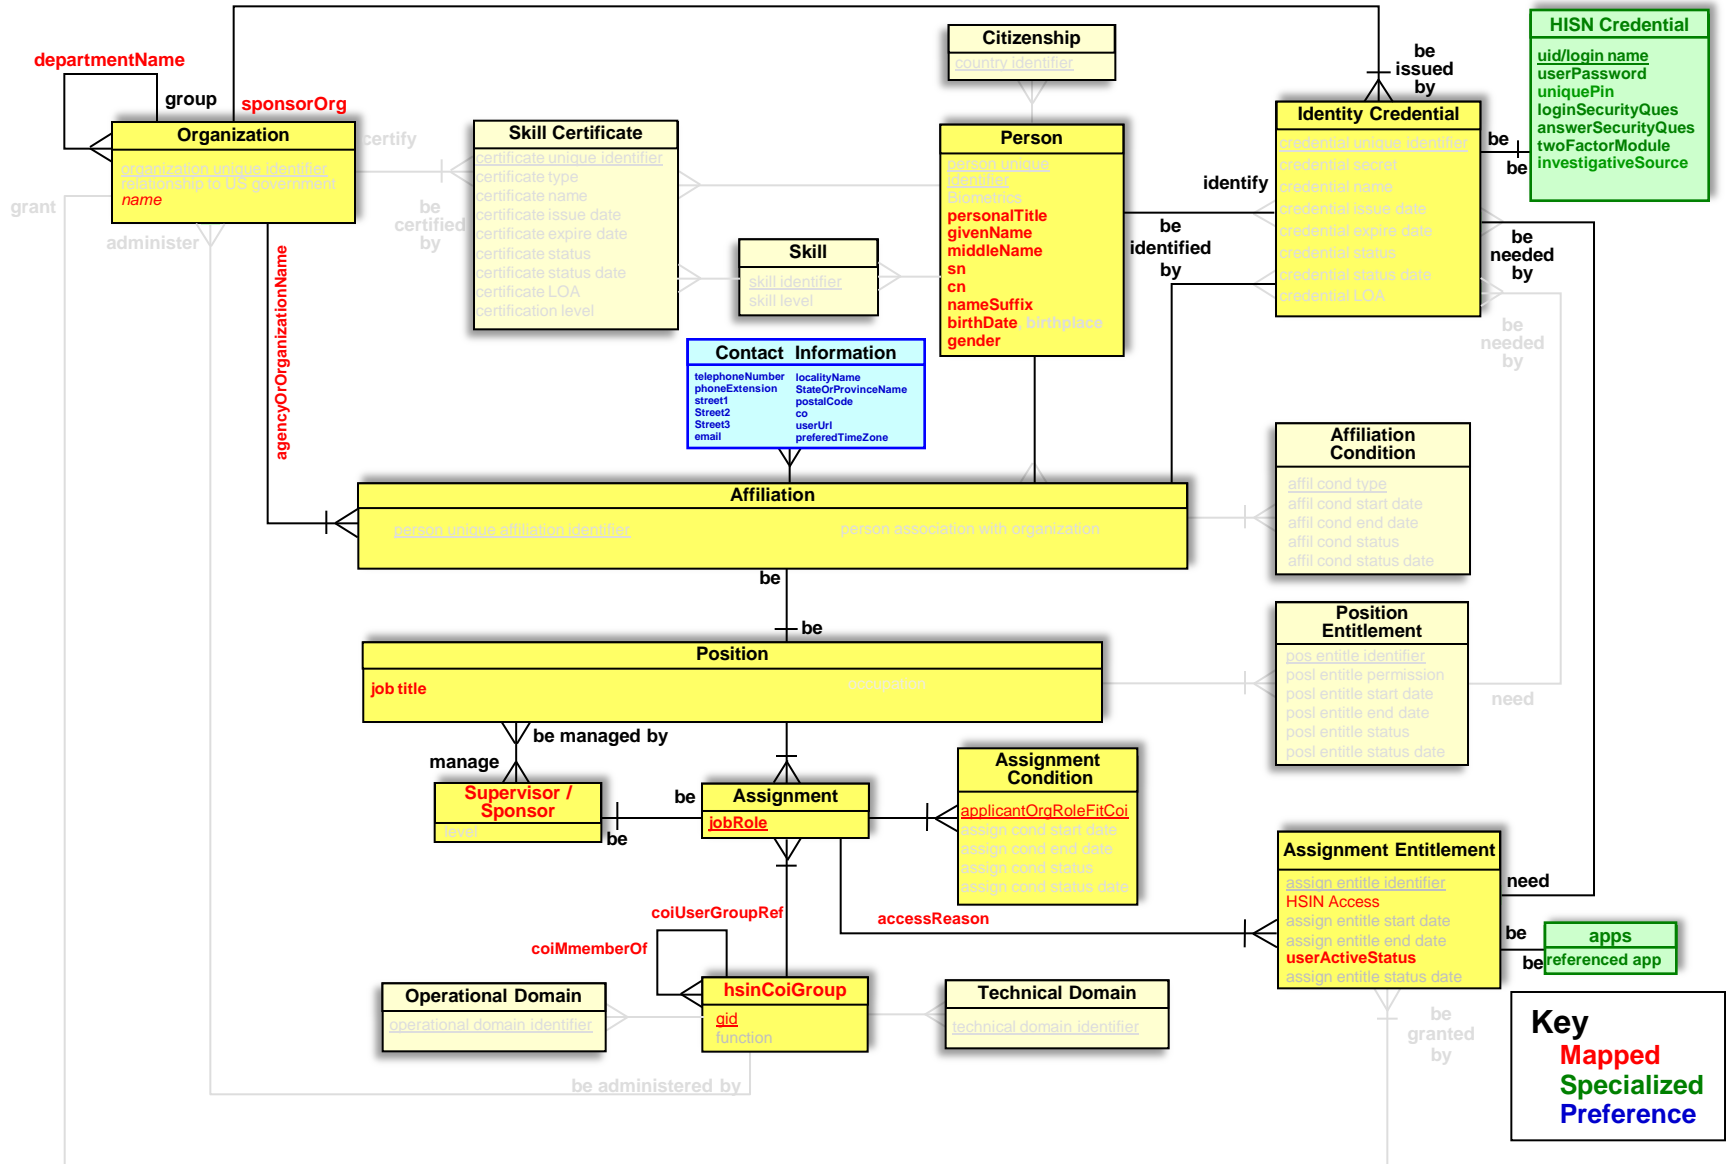 departmentName
group
sponsorOrg
Organization
organization unique identifier
relationship to US government
name
grant
administer
certify
be
certified
by
Skill Certificate
certificate unique identifier
certificate type
certificate name
certificate issue date
certificate expire date
certificate status
certificate status date
certificate LOA
certification level
Citizenship
country identifier
Skill
skill identifier
skill level
Person
person unique
identifier
Biometrics
personalTitle
givenName
middleName
sn
cn
nameSuffix
birthDate, birthplace
gender
identify
be
identified
by
be
issued
by
Identity Credential
credential unique identifier
credential secret
credential name
credential issue date
credential expire date
credential status
credential status date
credential LOA
be
be
HISN Credential
uid/login name
userPassword
uniquePin
loginSecurityQues
answerSecurityQues
twoFactorModule
investigativeSource
be
needed
by
be
needed
by
agencyOrOrganizationName
Contact Information
telephoneNumber localityName
phoneExtension StateOrProvinceName
street1 postalCode
Street2 co
Street3 userUrl
email preferedTimeZone
Affiliation
person unique affiliation identifier person association with organization
Affiliation
Condition
affil cond type
affil cond start date
affil cond end date
affil cond status
affil cond status date
be
be
Position
job title occupation
Position
Entitlement
pos entitle identifier
posl entitle permission
posl entitle start date
posl entitle end date
posl entitle status
posl entitle status date
need
be managed by
manage
Supervisor /
Sponsor
level
be
be
Assignment
jobRole
Assignment
Condition
applicantOrgRoleFitCoi
assign cond start date
assign cond end date
assign cond status
assign cond status date
Assignment Entitlement
assign entitle identifier
HSIN Access
assign entitle start date
assign entitle end date
userActiveStatus
assign entitle status date
need
be
be
apps
referenced app
coiUserGroupRef
accessReason
coiMmemberOf
hsinCoiGroup
gid
function
Operational Domain
operational domain identifier
Technical Domain
technical domain identifier
be administered by
be
granted
by
Key
Mapped
Specialized
Preference